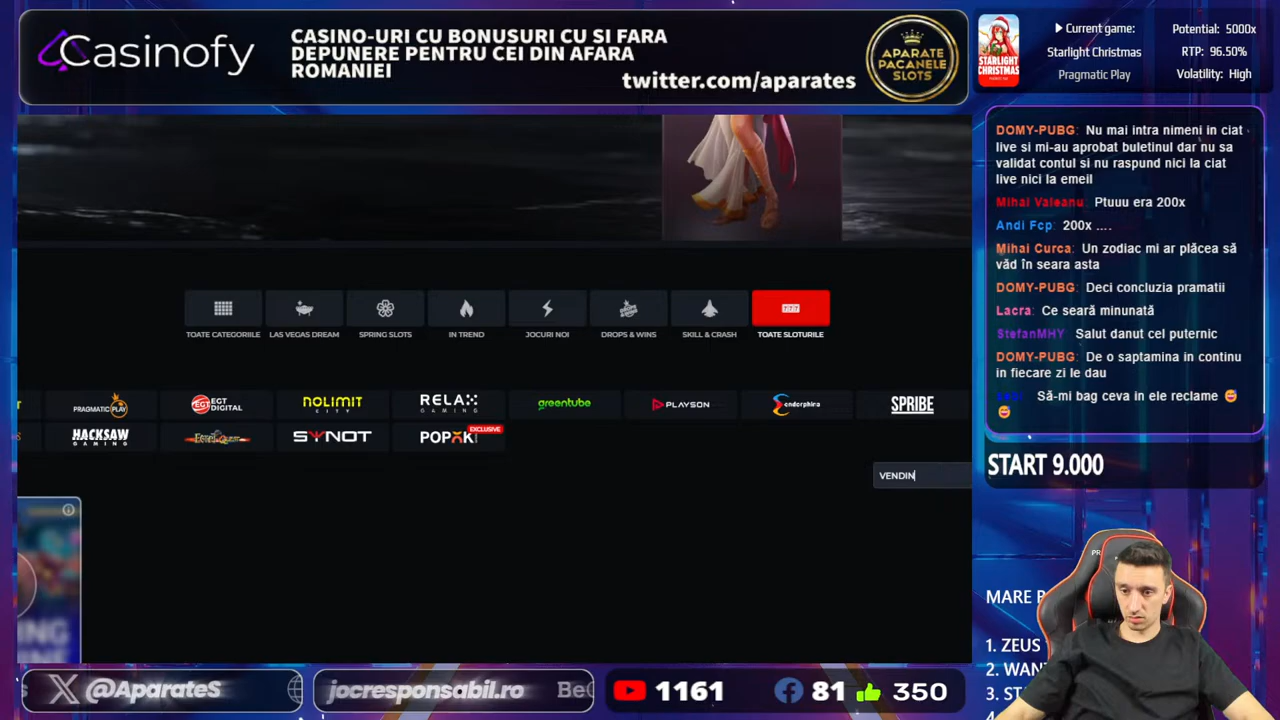 Casinofy
CASINO-URI CU BONUSURI CU SI FARA
DEPUNERE PENTRU CEI DIN AFARA
ROMANIEI
twitter.com/aparates
APARATE
PACANELE
SLOTS
STARLIGHT
CHRISTMAS
Current game:
Starlight Christmas
Pragmatic Play
Potential: 5000x
RTP: 96.50%
Volatility: High
DOMY-PUBG: Nu mai intra nimeni in ciat
live si mi-au aprobat buletinul dar nu sa
validat contul si nu raspund nici la ciat
live nici la emeil
Mihai Valeanu: Ptuuu era 200x
Andi Fcp: 200x ....
Mihai Curca: Un zodiac mi ar plăcea să
văd în seara asta
DOMY-PUBG: Deci concluzia pramatii
Lacra: Ce seară minunată
StefanMHY: Salut danut cel puternic
DOMY-PUBG: De o saptamina in continu
in fiecare zi le dau
Să-mi bag ceva in ele reclame 😅
😅
START 9.000
TOATE CATEGORIILE
LAS VEGAS DREAM
SPRING SLOTS
IN TREND
JOCURI NOI
DROPS & WINS
SKILL & CRASH
TOATE SLOTURILE
PRAGMATIC PLAY
EGT DIGITAL
NOLIMIT CITY
RELAX GAMING
greentube
PLAYSON
endorphina
SPRIBE
HACKSAW GAMING
SYNOT
POPOK
EXCLUSIVE
VENDIN
MARE
1. ZEUS
2. WAN
3. ST
@AparateS
jocresponsabil.ro
1161
81
350